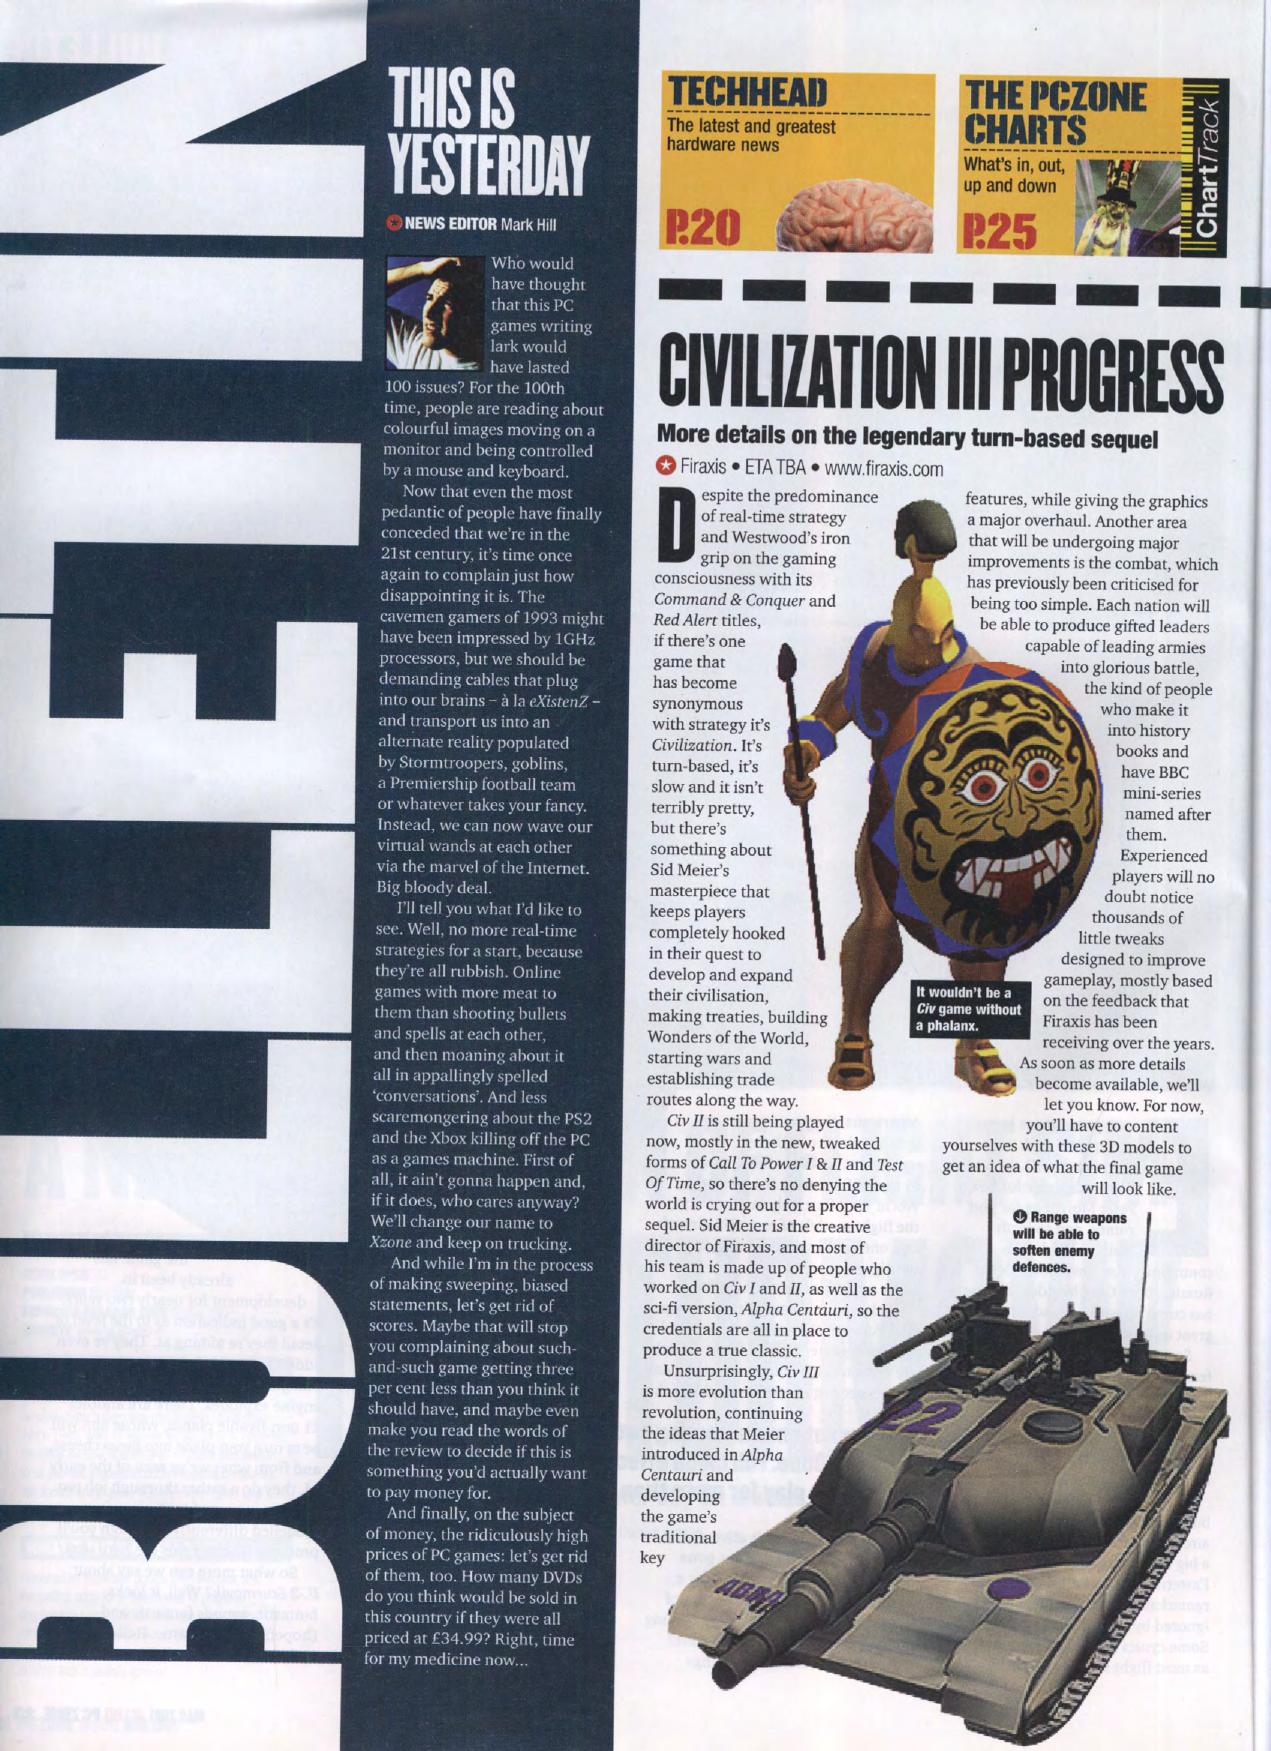 BULLETIN
THIS IS
YESTERDAY
NEWS EDITOR Mark Hill
Who would
have thought
that this PC
games writing
lark would
have lasted
100 issues? For the 100th
time, people are reading about
colourful images moving on a
monitor and being controlled
by a mouse and keyboard.
Now that even the most
pedantic of people have finally
conceded that we're in the
21st century, it's time once
again to complain just how
disappointing it is. The
cavemen gamers of 1993 might
have been impressed by 1GHz
processors, but we should be
demanding cables that plug
into our brains – à la eXistenZ –
and transport us into an
alternate reality populated
by Stormtroopers, goblins,
a Premiership football team
or whatever takes your fancy.
Instead, we can now wave our
virtual wands at each other
via the marvel of the Internet.
Big bloody deal.
I'll tell you what I'd like to
see. Well, no more real-time
strategies for a start, because
they're all rubbish. Online
games with more meat to
them than shooting bullets
and spells at each other,
and then moaning about it
all in appallingly spelled
'conversations'. And less
scaremongering about the PS2
and the Xbox killing off the PC
as a games machine. First of
all, it ain't gonna happen and,
if it does, who cares anyway?
We'll change our name to
Xzone and keep on trucking.
And while I'm in the process
of making sweeping, biased
statements, let's get rid of
scores. Maybe that will stop
you complaining about such-
and-such game getting three
per cent less than you think it
should have, and maybe even
make you read the words of
the review to decide if this is
something you'd actually want
to pay money for.
And finally, on the subject
of money, the ridiculously high
prices of PC games: let's get rid
of them, too. How many DVDs
do you think would be sold in
this country if they were all
priced at £34.99? Right, time
for my medicine now...
TECHHEAD
The latest and greatest
hardware news
P.20
THE PCZONE
CHARTS
What's in, out,
up and down
P.25
ChartTrack
CIVILIZATION III PROGRESS
More details on the legendary turn-based sequel
Firaxis • ETA TBA • www.firaxis.com
Despite the predominance
of real-time strategy
and Westwood's iron
grip on the gaming
consciousness with its
Command & Conquer and
Red Alert titles,
if there's one
game that
has become
synonymous
with strategy it's
Civilization. It's
turn-based, it's
slow and it isn't
terribly pretty,
but there's
something about
Sid Meier's
masterpiece that
keeps players
completely hooked
in their quest to
develop and expand
their civilisation,
making treaties, building
Wonders of the World,
starting wars and
establishing trade
routes along the way.
Civ II is still being played
now, mostly in the new, tweaked
forms of Call To Power I & II and Test
Of Time, so there's no denying the
world is crying out for a proper
sequel. Sid Meier is the creative
director of Firaxis, and most of
his team is made up of people who
worked on Civ I and II, as well as the
sci-fi version, Alpha Centauri, so the
credentials are all in place to
produce a true classic.
Unsurprisingly, Civ III
is more evolution than
revolution, continuing
the ideas that Meier
introduced in Alpha
Centauri and
developing
the game's
traditional
key
features, while giving the graphics
a major overhaul. Another area
that will be undergoing major
improvements is the combat, which
has previously been criticised for
being too simple. Each nation will
be able to produce gifted leaders
capable of leading armies
into glorious battle,
the kind of people
who make it
into history
books and
have BBC
mini-series
named after
them.
Experienced
players will no
doubt notice
thousands of
little tweaks
designed to improve
gameplay, mostly based
on the feedback that
Firaxis has been
receiving over the years.
As soon as more details
become available, we'll
let you know. For now,
you'll have to content
yourselves with these 3D models to
get an idea of what the final game
will look like.
It wouldn't be a
Civ game without
a phalanx.
Range weapons
will be able to
soften enemy
defences.
22
ABBA